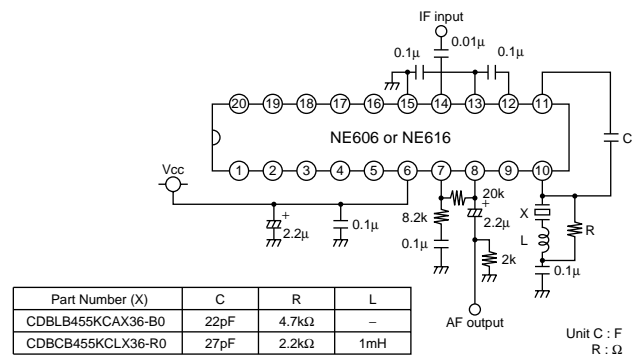 IF input
0.01μ
0.1μ
0.1μ
20 19 18 17 16 15 14 13 12 11
NE606 or NE616
C
1 2 3 4 5 6 7 8 9 10
Vcc
20k
+
2.2μ
0.1μ
8.2k
0.1μ
+
2.2μ
2k
X
L
R
0.1μ
AF output
Part Number (X) C R L
CDBLB455KCAX36-B0 22pF 4.7kΩ –
CDBCB455KCLX36-R0 27pF 2.2kΩ 1mH
Unit C : F
R : Ω